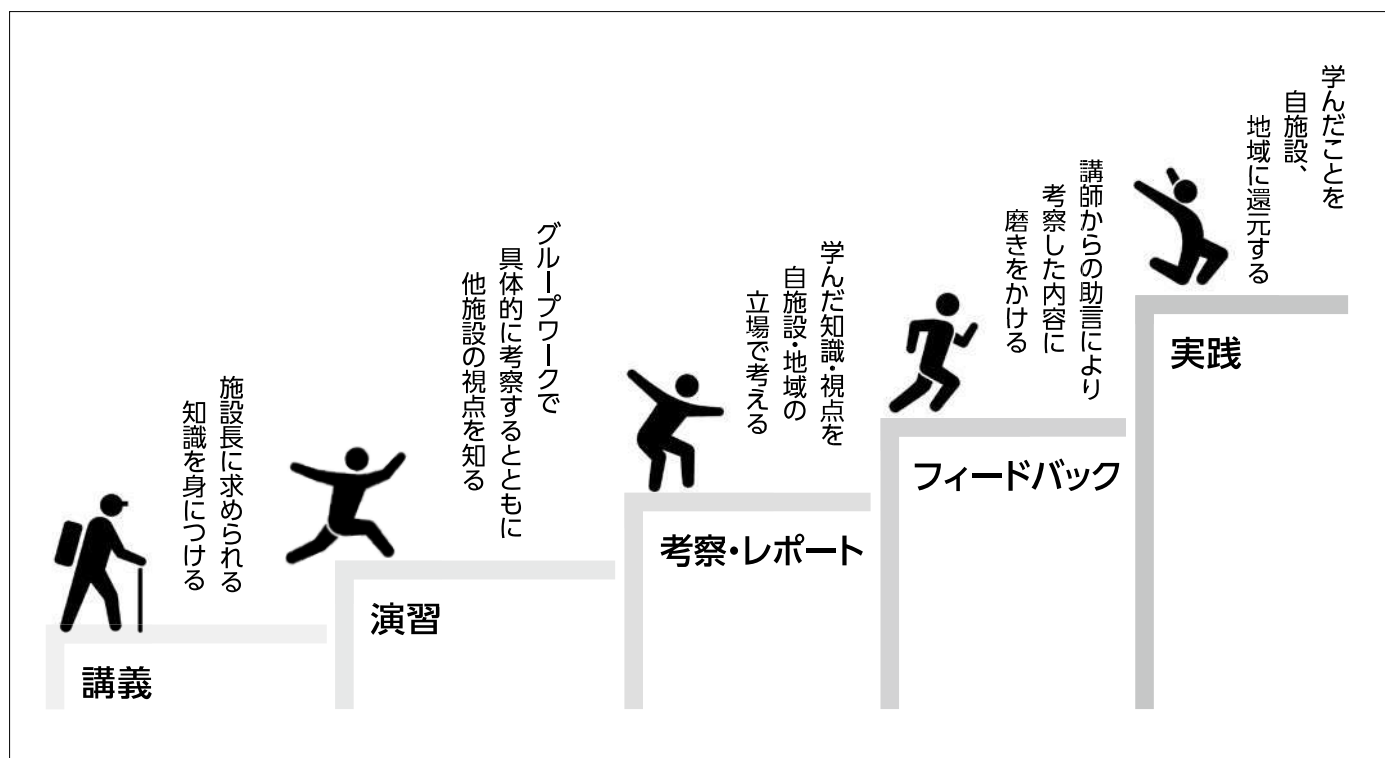 施設長に求められる
知識を身につける
講義
グループワークで
具体的に考察するとともに
他施設の視点を知る
演習
学んだ知識・視点を
自施設・地域の
立場で考える
考察・レポート
講師からの助言により
考察した内容に
磨きをかける
フィードバック
学んだことを
自施設、
地域に還元する
実践